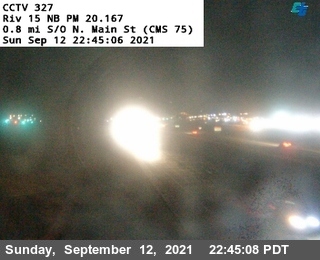 CCTV 327
Riv 15 NB PM 20.167
0.8 mi S/O N. Main St (CMS 75)
Sun Sep 12 22:45:06 2021
Sunday, September 12, 2021 22:45:08 PDT